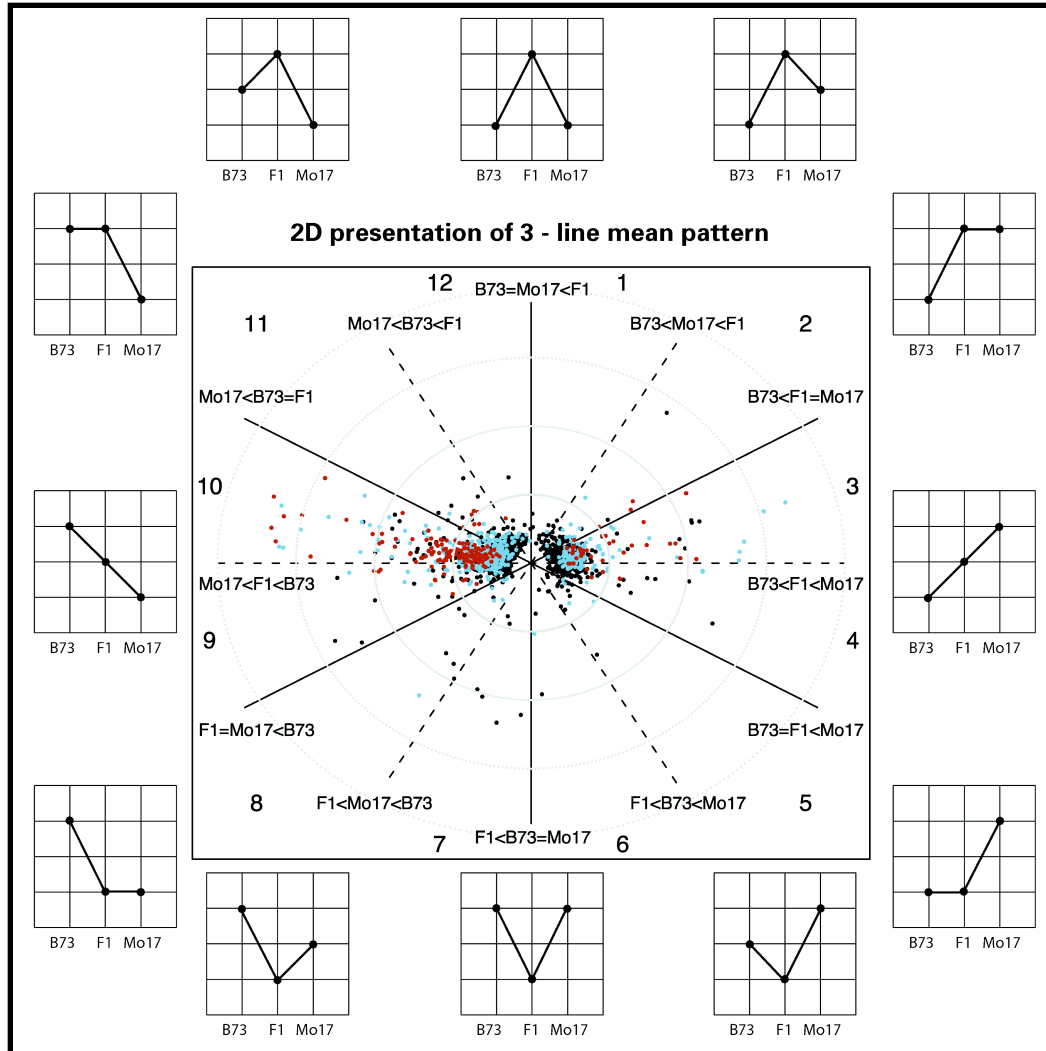 B73 F1 Mo17
B73 F1 Mo17
B73 F1 Mo17
B73 F1 Mo17
2D presentation of 3 - line mean pattern
B73 F1 Mo17
12
B73=Mo17<F1
1
11
Mo17<B73<F1
B73<Mo17<F1
2
Mo17<B73=F1
B73<F1=Mo17
10
3
Mo17<F1<B73
B73<F1<Mo17
B73 F1 Mo17
9
4
B73 F1 Mo17
F1=Mo17<B73
B73=F1<Mo17
8
F1<Mo17<B73
F1<B73<Mo17
5
7
F1<B73=Mo17
6
B73 F1 Mo17
B73 F1 Mo17
B73 F1 Mo17
B73 F1 Mo17
B73 F1 Mo17